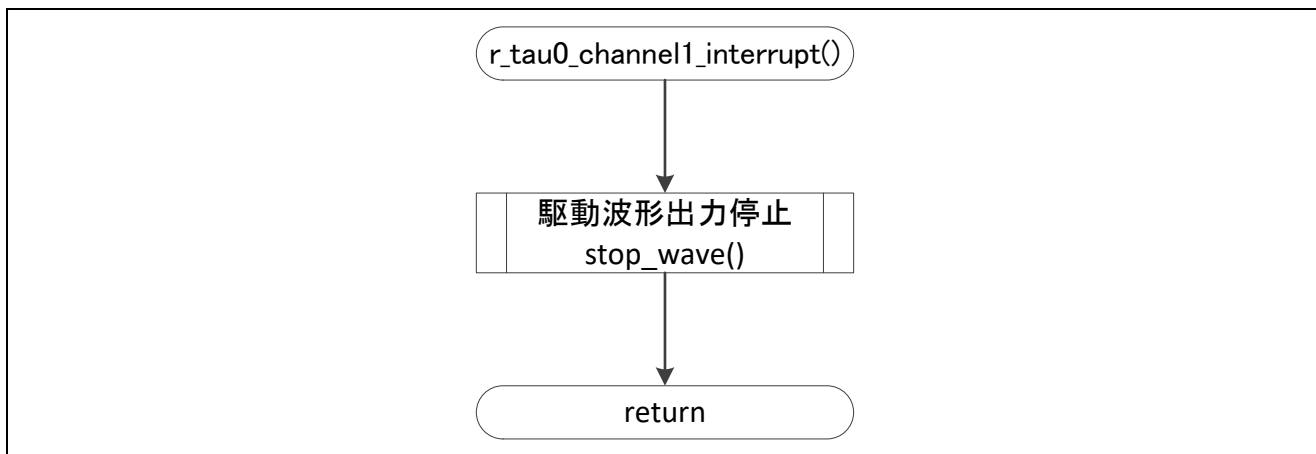 r_tau0_channel1_interrupt()
駆動波形出力停止
stop_wave()
return